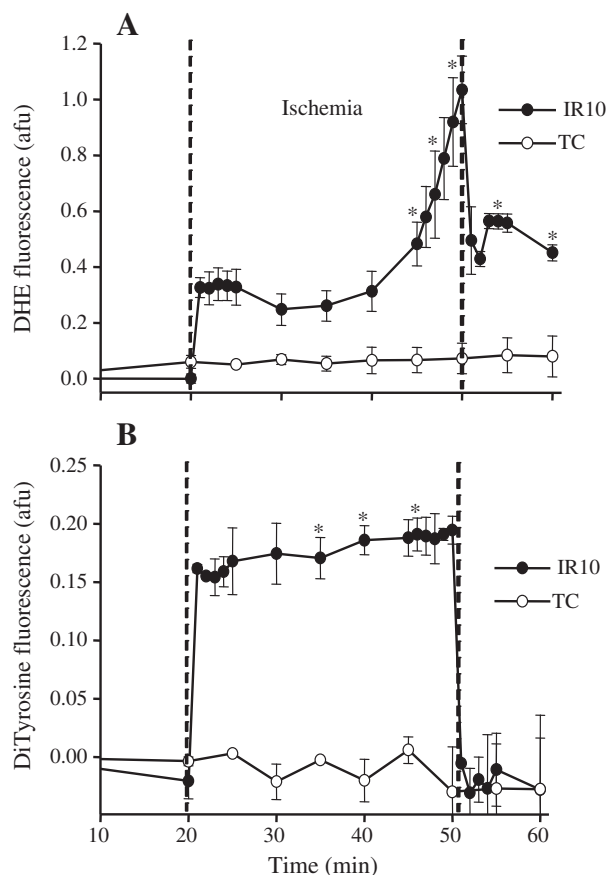 A
DHE fluorescence (afu)
1.2
1.0
0.8
0.6
0.4
0.2
0.0
Ischemia
* * * * *
IR10
TC
B
DiTyrosine fluorescence (afu)
0.25
0.20
0.15
0.10
0.05
0.00
* * *
IR10
TC
10 20 30 40 50 60
Time (min)